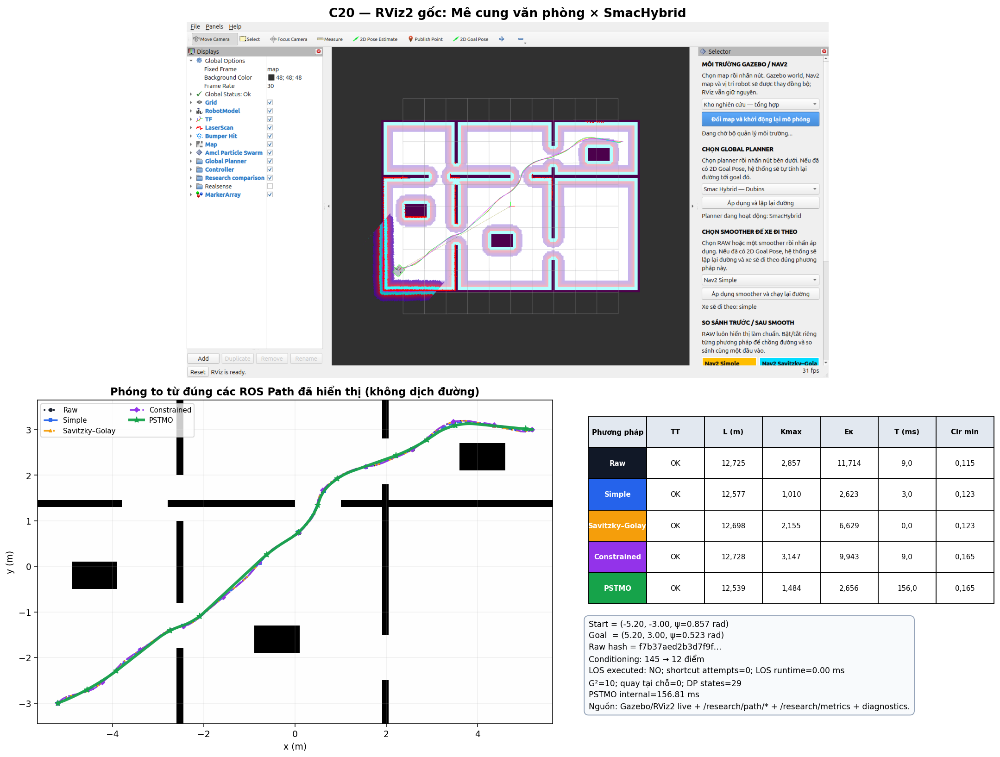 C20 — RViz2 gốc: Mê cung văn phòng × SmacHybrid
File Panels Help
Move Camera Select Focus Camera Measure 2D Pose Estimate Publish Point 2D Goal Pose
Displays
Global Options
Fixed Frame map
Background Color 48; 48; 48
Frame Rate 30
Global Status: Ok
Grid
RobotModel
TF
LaserScan
Bumper Hit
Map
Amcl Particle Swarm
Global Planner
Controller
Research comparison
Realsense
MarkerArray
Add Duplicate Remove Rename
Reset RViz is ready.
Selector
MÔI TRƯỜNG GAZEBO / NAV2
Chọn map rồi nhấn nút. Gazebo world, Nav2
map và vị trí robot sẽ được thay đồng bộ;
RViz vẫn giữ nguyên.
Kho nghiên cứu — tổng hợp
Đổi map và khởi động lại mô phỏng
Đang chờ bộ quản lý môi trường...
CHỌN GLOBAL PLANNER
Chọn planner rồi nhấn nút bên dưới. Nếu đã
có 2D Goal Pose, hệ thống sẽ tự tính lại
đường tới goal đó.
Smac Hybrid — Dubins
Áp dụng và lập lại đường
Planner đang hoạt động: SmacHybrid
CHỌN SMOOTHER ĐỂ XE ĐI THEO
Chọn RAW hoặc một smoother rồi nhấn áp
dụng. Nếu đã có 2D Goal Pose, hệ thống sẽ
lập lại đường và xe sẽ đi theo đúng phương
pháp này.
Nav2 Simple
Áp dụng smoother và chạy lại đường
Xe sẽ đi theo: simple
SO SÁNH TRƯỚC / SAU SMOOTH
RAW luôn hiển thị làm chuẩn. Bật/tắt riêng
từng phương pháp để chồng đường và so
sánh cùng một đầu vào.
Nav2 Simple Nav2 Savitzky–Gola
31 fps
Phóng to từ đúng các ROS Path đã hiển thị (không dịch đường)
Raw
Simple
Savitzky–Golay
Constrained
PSTMO
3
2
1
0
−1
−2
−3
y (m)
−4 −2 0 2 4
x (m)
Phương pháp TT L (m) Kmax Eκ T (ms) Clr min
Raw OK 12,725 2,857 11,714 9,0 0,115
Simple OK 12,577 1,010 2,623 3,0 0,123
Savitzky–Golay OK 12,698 2,155 6,629 0,0 0,123
Constrained OK 12,728 3,147 9,943 9,0 0,165
PSTMO OK 12,539 1,484 2,656 156,0 0,165
Start = (-5.20, -3.00, ψ=0.857 rad)
Goal  = (5.20, 3.00, ψ=0.523 rad)
Raw hash = f7b37aed2b3d7f9f…
Conditioning: 145 → 12 điểm
LOS executed: NO; shortcut attempts=0; LOS runtime=0.00 ms
G²=10; quay tại chỗ=0; DP states=29
PSTMO internal=156.81 ms
Nguồn: Gazebo/RViz2 live + /research/path/* + /research/metrics + diagnostics.